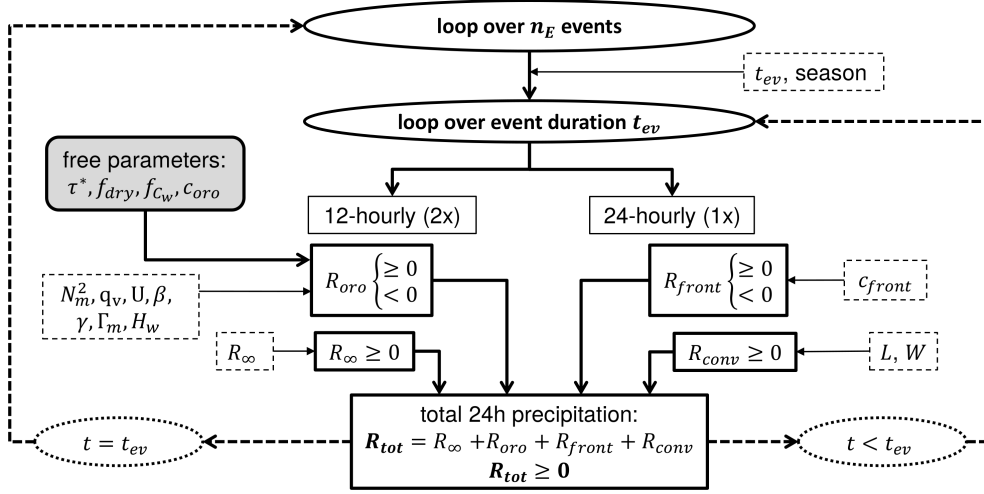 loop over n_E events
t_ev, season
loop over event duration t_ev
free parameters:
τ*, f_dry, f_C_w, c_oro
12-hourly (2x)
24-hourly (1x)
R_oro { ≥ 0
< 0
R_front { ≥ 0
< 0
c_front
N_m^2, q_v, U, β,
γ, Γ_m, H_w
R_∞
R_∞ ≥ 0
R_conv ≥ 0
L, W
total 24h precipitation:
R_tot = R_∞ +R_oro + R_front + R_conv
R_tot ≥ 0
t = t_ev
t < t_ev